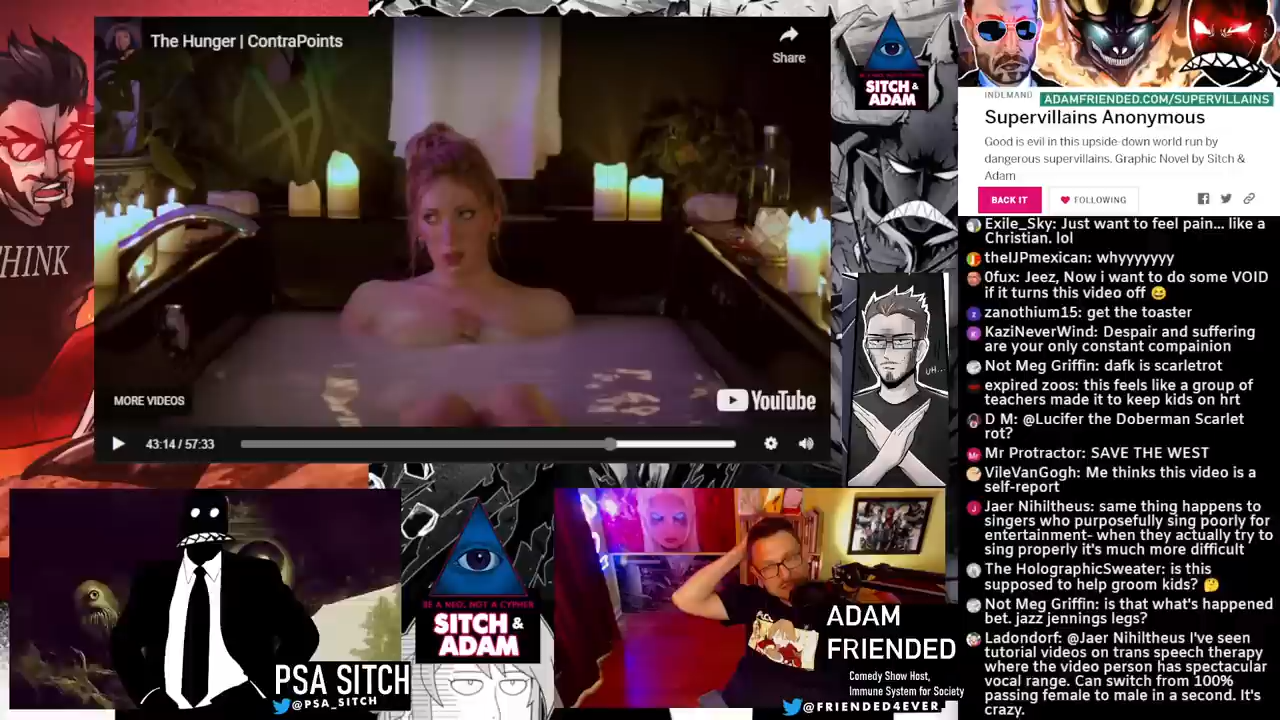 The Hunger | ContraPoints
Share
MORE VIDEOS
YouTube
43:14 / 57:33
THINK
BE A NEO, NOT A CYPHER
SITCH &
ADAM
UH...
INDEMAND
ADAMFRIENDED.COM/SUPERVILLAINS
Supervillains Anonymous
Good is evil in this upside-down world run by
dangerous supervillains. Graphic Novel by Sitch &
Adam
BACK IT
FOLLOWING
Exile_Sky: Just want to feel pain... like a
Christian. lol
theIJPmexican: whyyyyyyy
0fux: Jeez, Now i want to do some VOID
if it turns this video off
zanothium15: get the toaster
KaziNeverWind: Despair and suffering
are your only constant compainion
Not Meg Griffin: dafk is scarletrot
expired zoos: this feels like a group of
teachers made it to keep kids on hrt
D M: @Lucifer the Doberman Scarlet
rot?
Mr Protractor: SAVE THE WEST
VileVanGogh: Me thinks this video is a
self-report
Jaer Nihiltheus: same thing happens to
singers who purposefully sing poorly for
entertainment- when they actually try to
sing properly it's much more difficult
The HolographicSweater: is this
supposed to help groom kids?
Not Meg Griffin: is that what's happened
bet. jazz jennings legs?
Ladondorf: @Jaer Nihiltheus I've seen
tutorial videos on trans speech therapy
where the video person has spectacular
vocal range. Can switch from 100%
passing female to male in a second. It's
crazy.
PSA SITCH
@PSA_SITCH
BE A NEO, NOT A CYPHER
SITCH &
ADAM
ADAM
FRIENDED
Comedy Show Host,
Immune System for Society
@FRIENDED4EVER